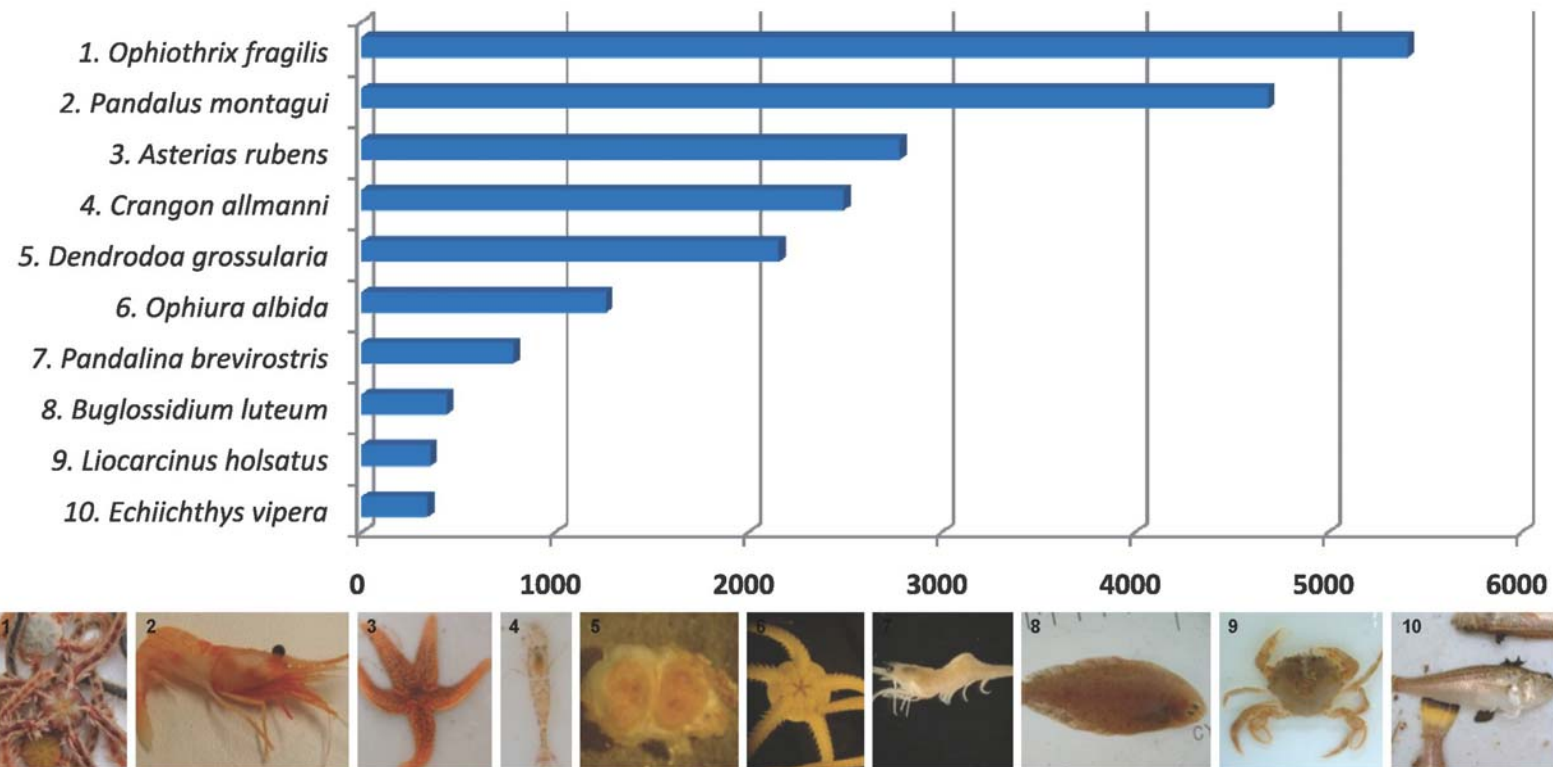 1. Ophiothrix fragilis
2. Pandalus montagui
3. Asterias rubens
4. Crangon allmanni
5. Dendrodoa grossularia
6. Ophiura albida
7. Pandalina brevirostris
8. Buglossidium luteum
9. Liocarcinus holsatus
10. Echiichthys vipera
0 1000 2000 3000 4000 5000 6000
1 2 3 4 5 6 7 8 9 10